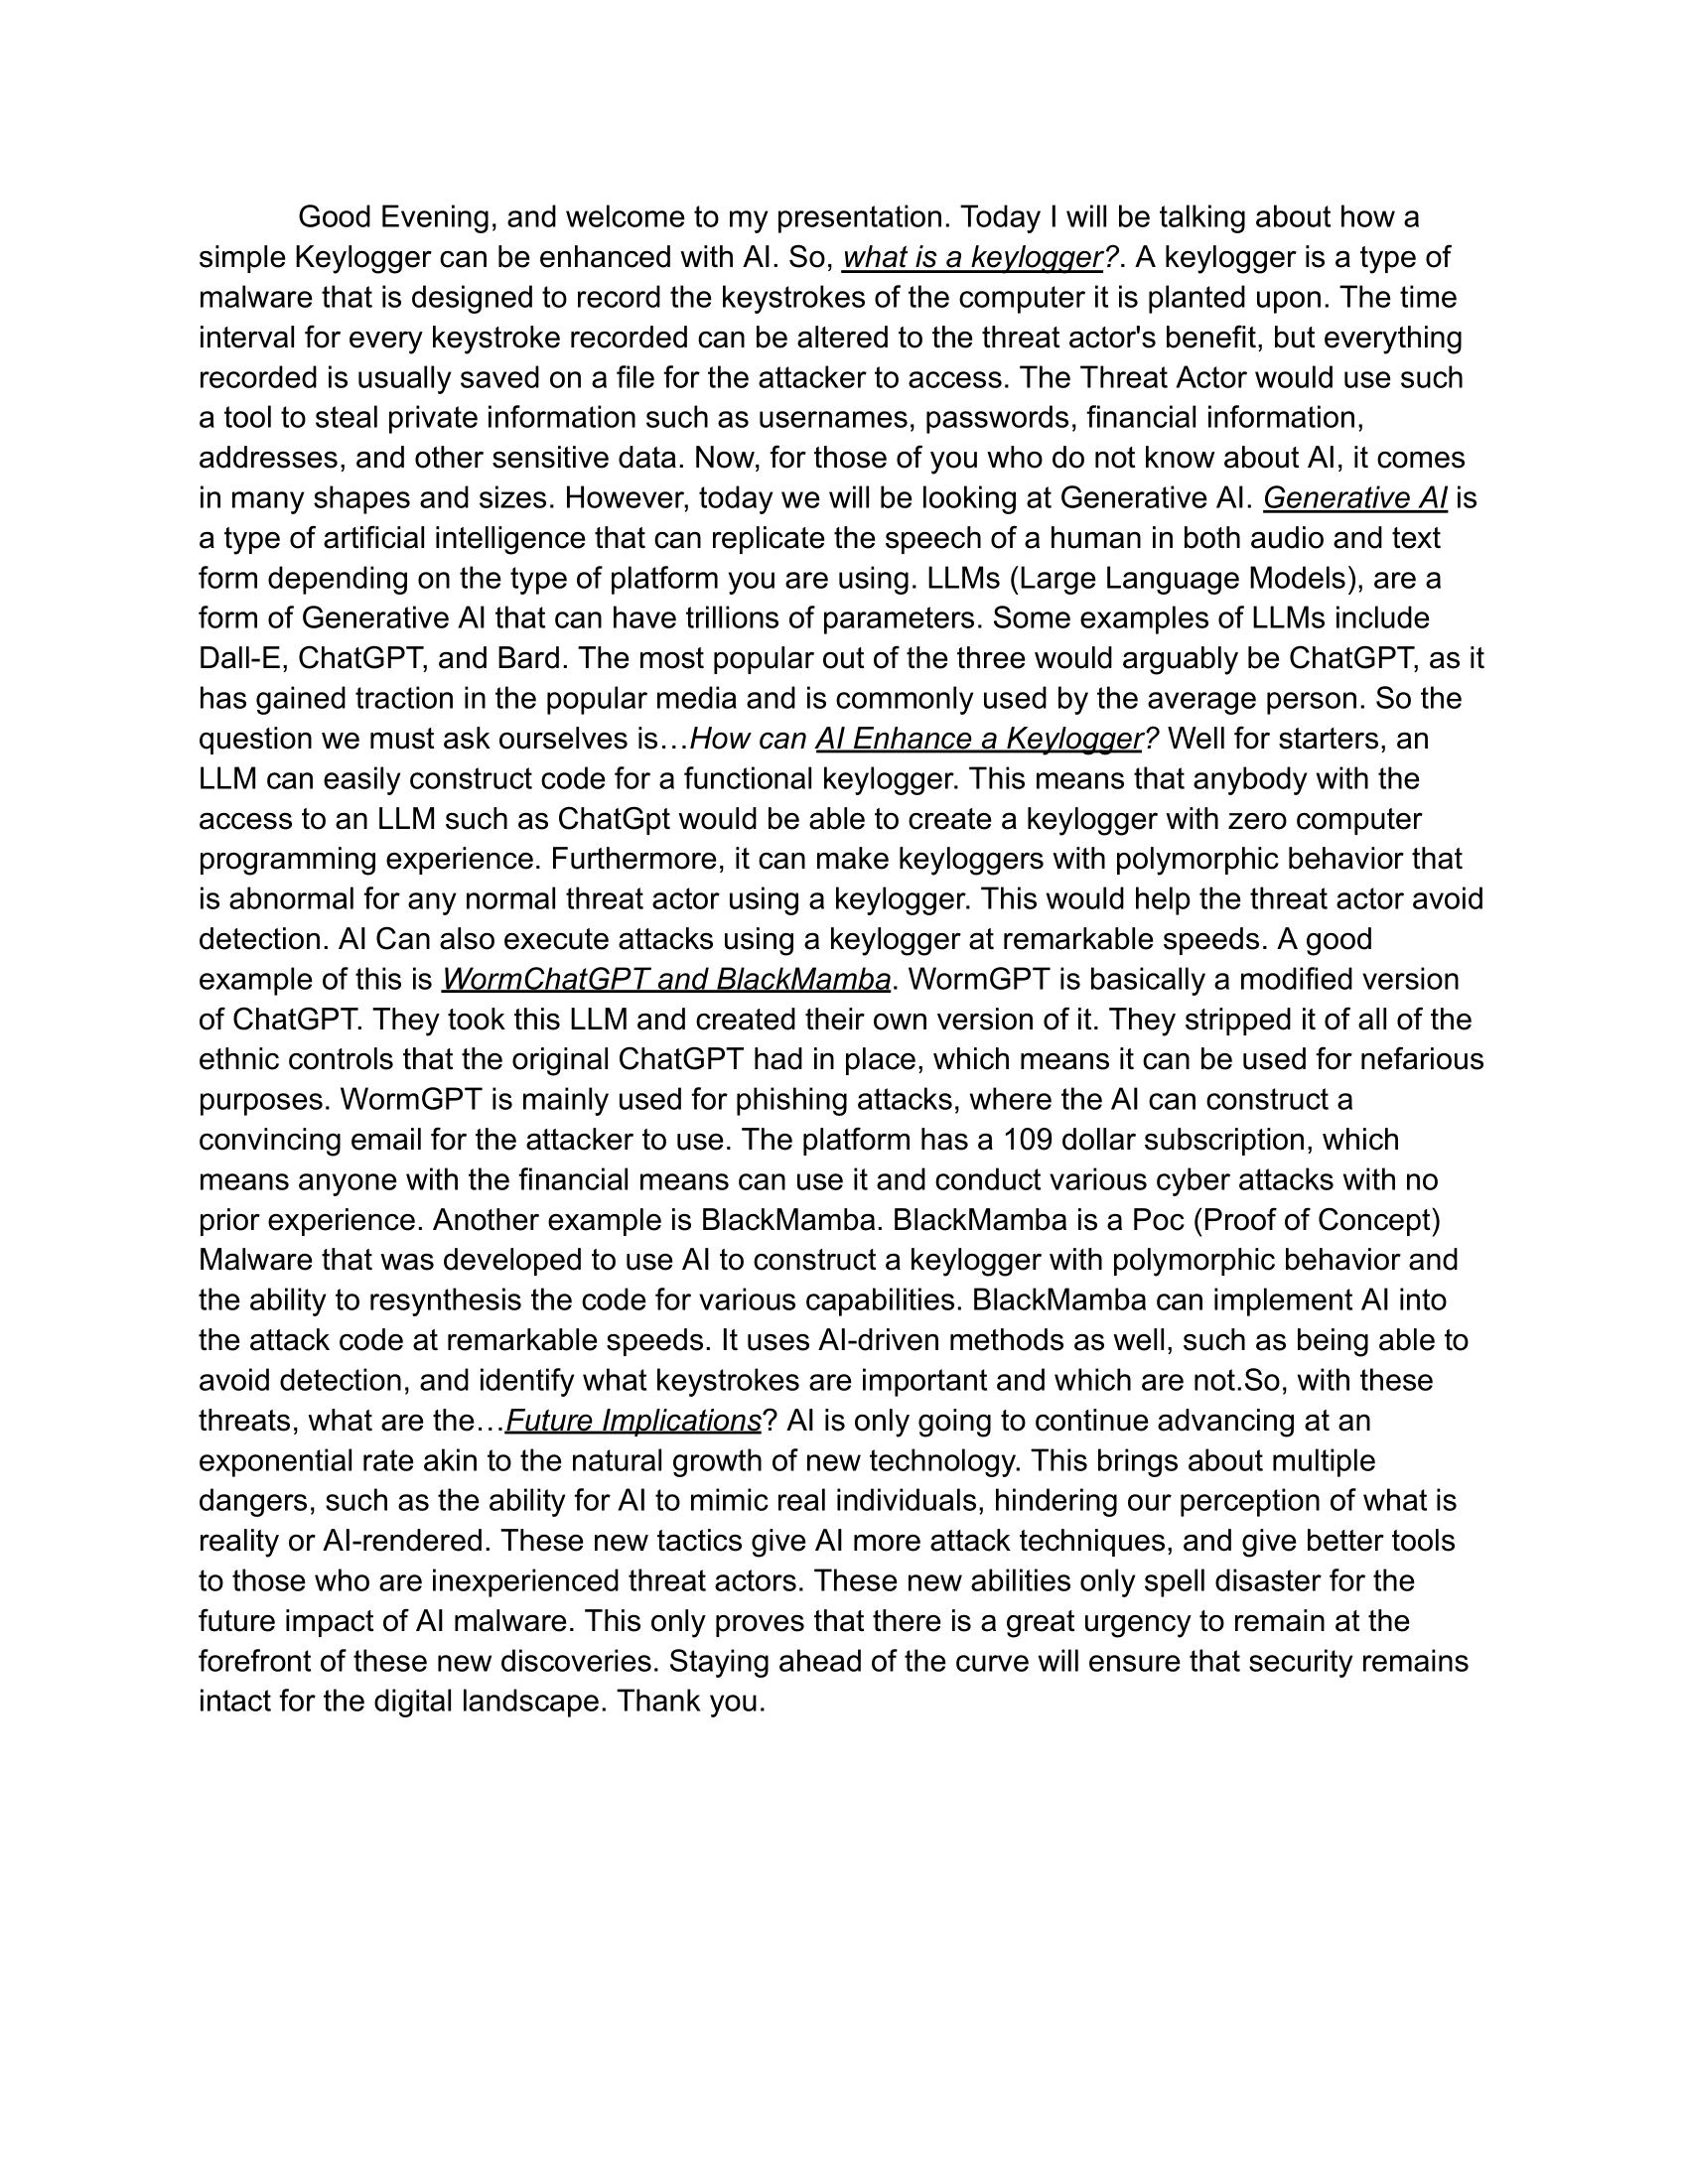 Good Evening, and welcome to my presentation. Today I will be talking about how a
simple Keylogger can be enhanced with AI. So, what is a keylogger?. A keylogger is a type of
malware that is designed to record the keystrokes of the computer it is planted upon. The time
interval for every keystroke recorded can be altered to the threat actor's benefit, but everything
recorded is usually saved on a file for the attacker to access. The Threat Actor would use such
a tool to steal private information such as usernames, passwords, financial information,
addresses, and other sensitive data. Now, for those of you who do not know about AI, it comes
in many shapes and sizes. However, today we will be looking at Generative AI. Generative AI is
a type of artificial intelligence that can replicate the speech of a human in both audio and text
form depending on the type of platform you are using. LLMs (Large Language Models), are a
form of Generative AI that can have trillions of parameters. Some examples of LLMs include
Dall-E, ChatGPT, and Bard. The most popular out of the three would arguably be ChatGPT, as it
has gained traction in the popular media and is commonly used by the average person. So the
question we must ask ourselves is…How can AI Enhance a Keylogger? Well for starters, an
LLM can easily construct code for a functional keylogger. This means that anybody with the
access to an LLM such as ChatGpt would be able to create a keylogger with zero computer
programming experience. Furthermore, it can make keyloggers with polymorphic behavior that
is abnormal for any normal threat actor using a keylogger. This would help the threat actor avoid
detection. AI Can also execute attacks using a keylogger at remarkable speeds. A good
example of this is WormChatGPT and BlackMamba. WormGPT is basically a modified version
of ChatGPT. They took this LLM and created their own version of it. They stripped it of all of the
ethnic controls that the original ChatGPT had in place, which means it can be used for nefarious
purposes. WormGPT is mainly used for phishing attacks, where the AI can construct a
convincing email for the attacker to use. The platform has a 109 dollar subscription, which
means anyone with the financial means can use it and conduct various cyber attacks with no
prior experience. Another example is BlackMamba. BlackMamba is a Poc (Proof of Concept)
Malware that was developed to use AI to construct a keylogger with polymorphic behavior and
the ability to resynthesis the code for various capabilities. BlackMamba can implement AI into
the attack code at remarkable speeds. It uses AI-driven methods as well, such as being able to
avoid detection, and identify what keystrokes are important and which are not.So, with these
threats, what are the…Future Implications? AI is only going to continue advancing at an
exponential rate akin to the natural growth of new technology. This brings about multiple
dangers, such as the ability for AI to mimic real individuals, hindering our perception of what is
reality or AI-rendered. These new tactics give AI more attack techniques, and give better tools
to those who are inexperienced threat actors. These new abilities only spell disaster for the
future impact of AI malware. This only proves that there is a great urgency to remain at the
forefront of these new discoveries. Staying ahead of the curve will ensure that security remains
intact for the digital landscape. Thank you.